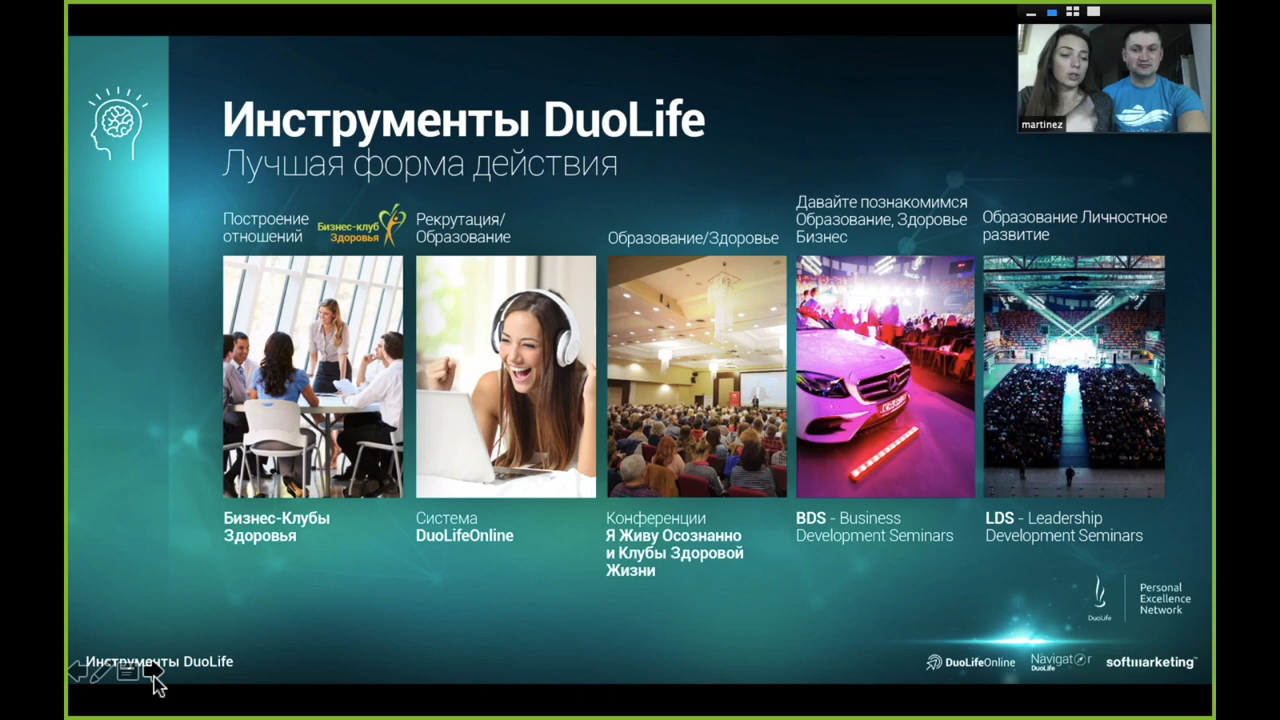 martinez
Инструменты DuoLife
Лучшая форма действия
Построение
отношений
Бизнес-клуб
Здоровья
Рекрутация/
Образование
Образование/Здоровье
Давайте познакомимся
Образование, Здоровье
Бизнес
Образование Личностное
развитие
Бизнес-Клубы
Здоровья
Система
DuoLifeOnline
Конференции
Я Живу Осознанно
и Клубы Здоровой
Жизни
BDS - Business
Development Seminars
LDS - Leadership
Development Seminars
DuoLife
Personal
Excellence
Network
Инструменты DuoLife
DuoLifeOnline
Navigator
DuoLife
softmarketing